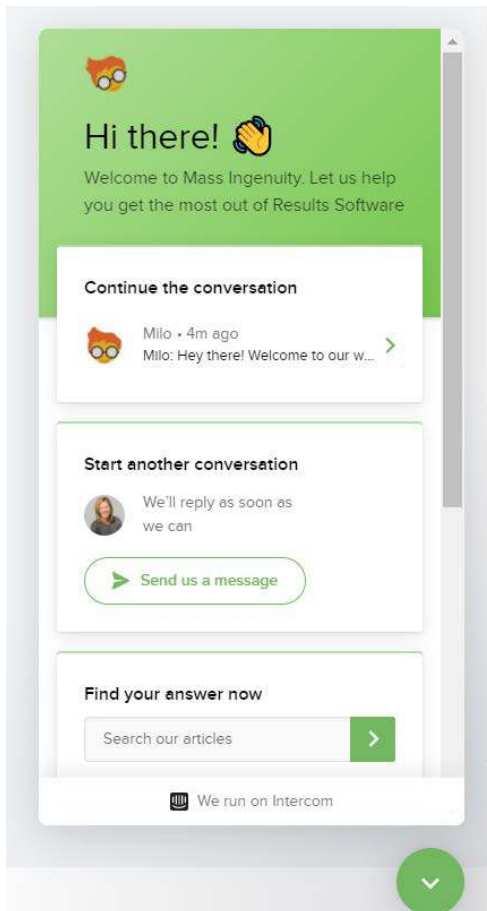 Hi there! 👋
Welcome to Mass Ingenuity. Let us help
you get the most out of Results Software
Continue the conversation
Milo • 4m ago
Milo: Hey there! Welcome to our w...
Start another conversation
We'll reply as soon as
we can
Send us a message
Find your answer now
Search our articles
We run on Intercom